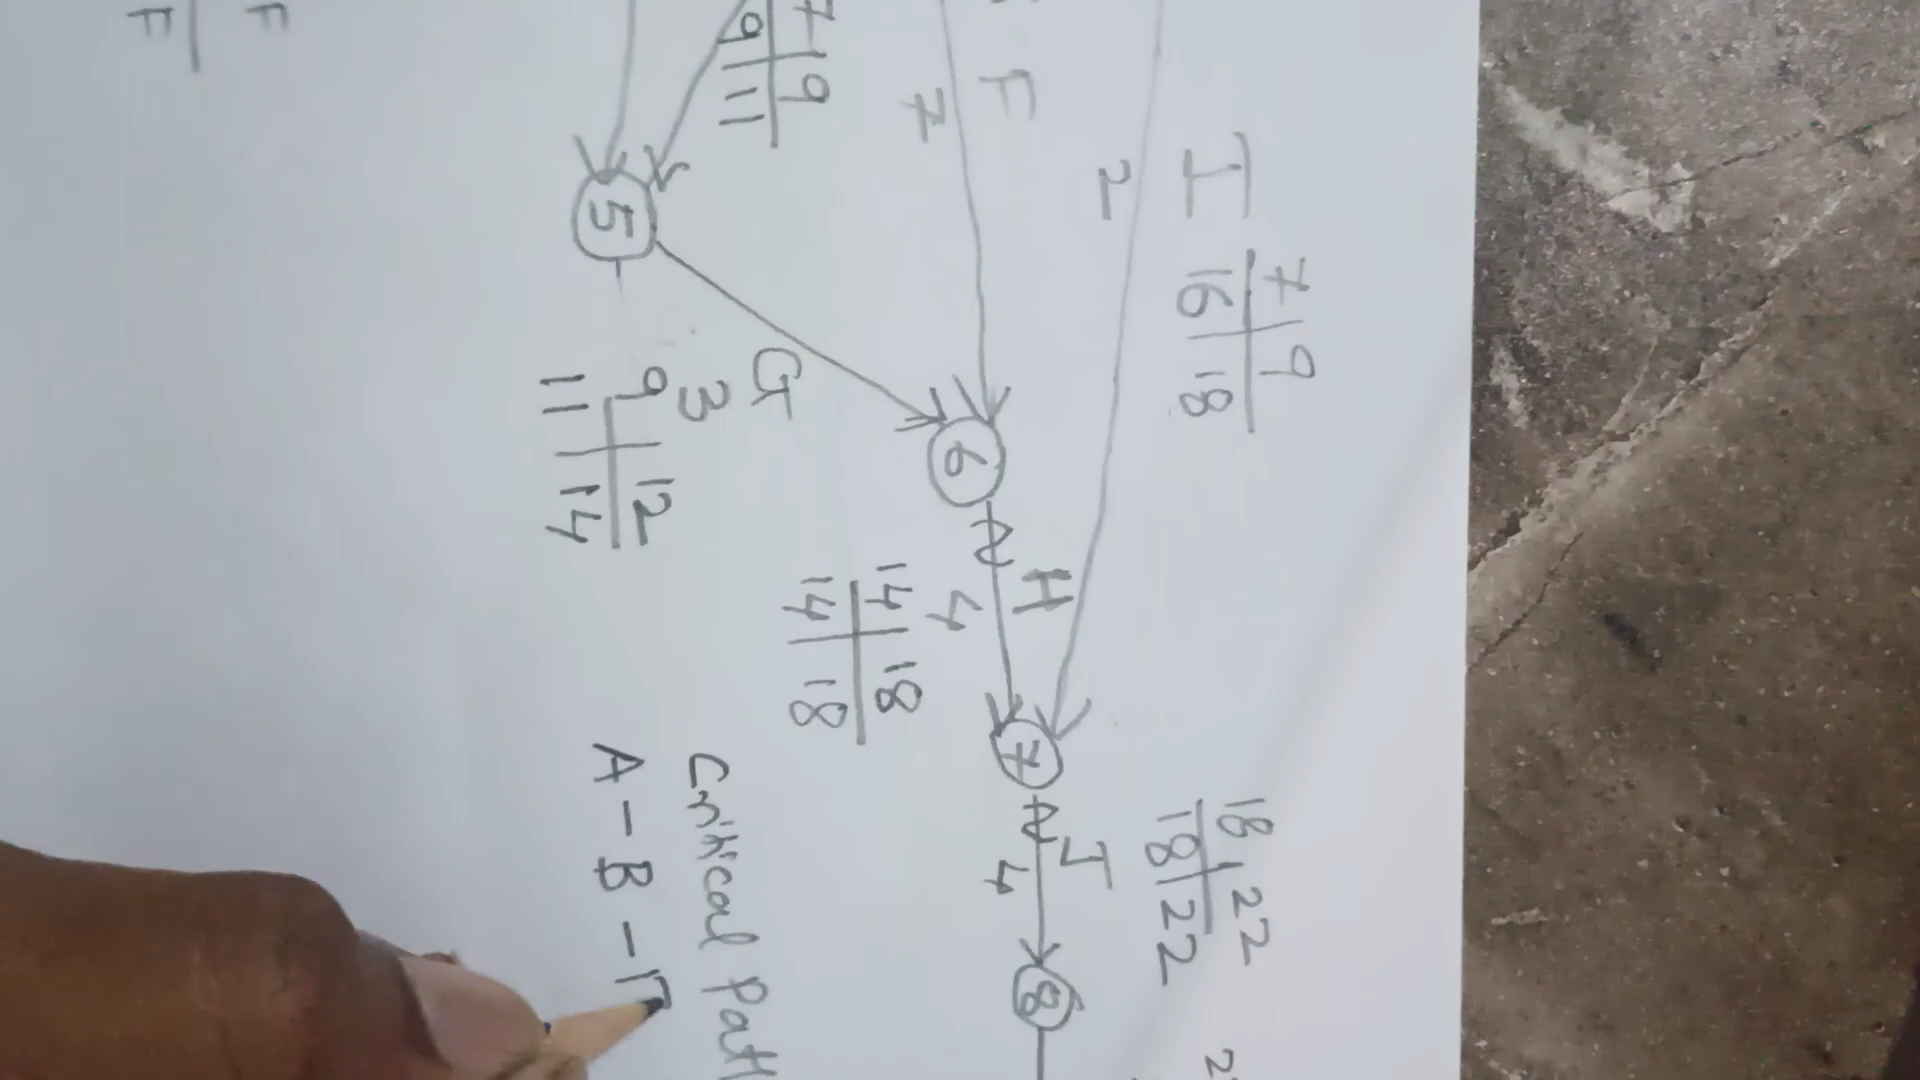 F
F
7 | 9
9 | 11
F
7
I
2
7 | 9
16 | 18
5
G
3
9 | 12
11 | 14
6
H
4
14 | 18
14 | 18
7
J
4
18 | 22
18 | 22
8
Critical Path
A - B -